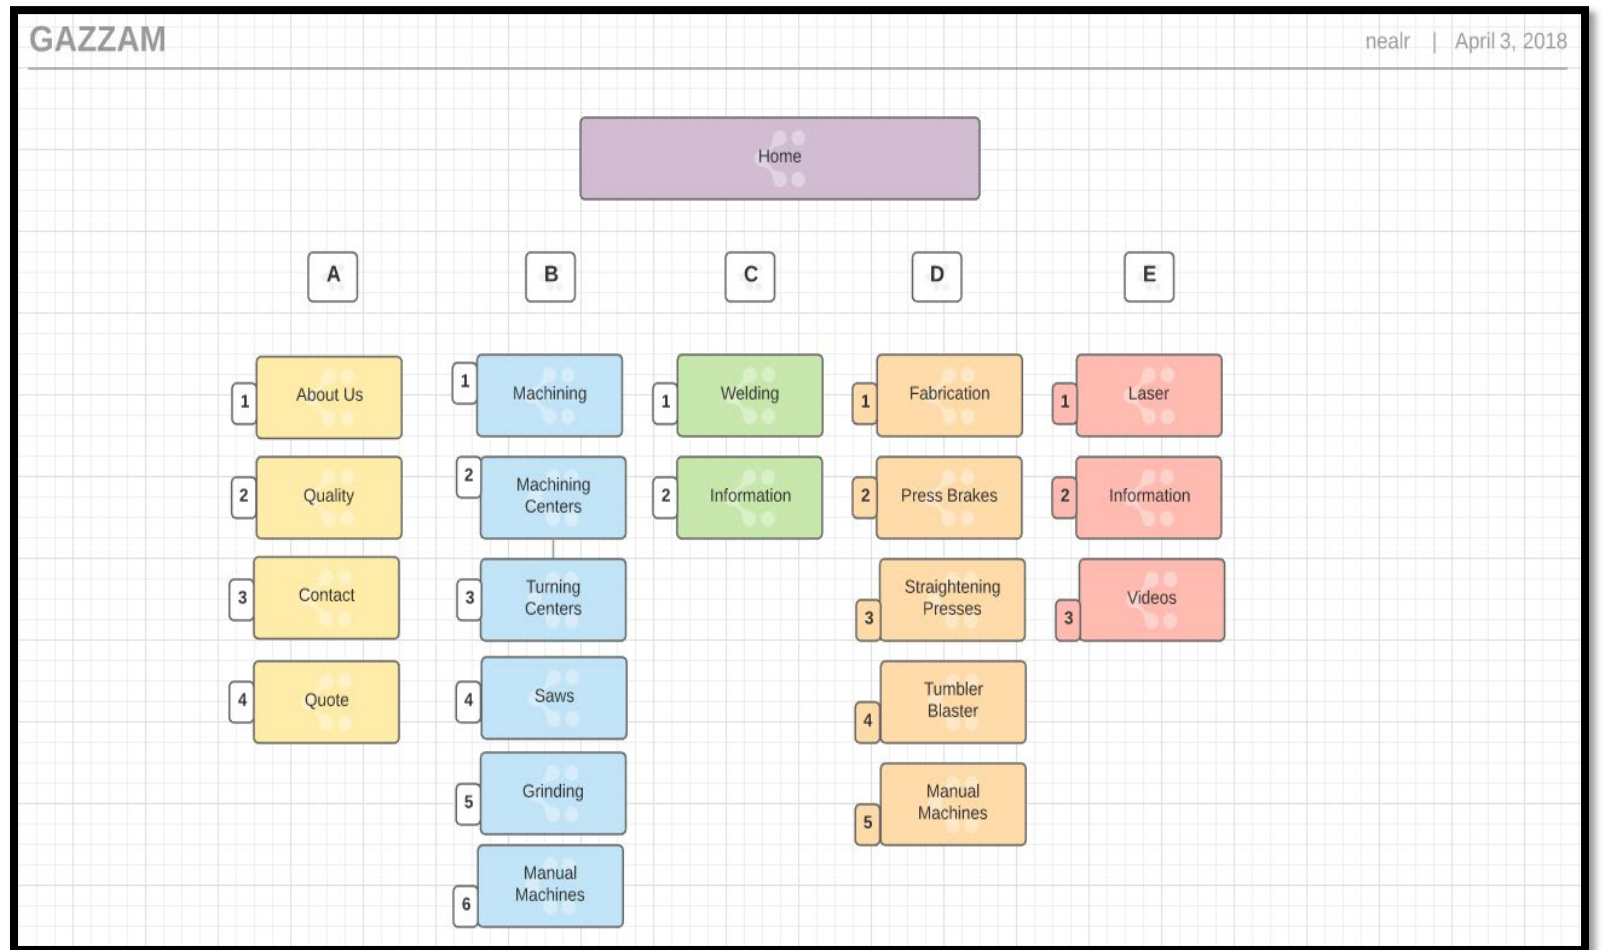 GAZZAM
nealr | April 3, 2018
Home
A
B
C
D
E
1
About Us
2
Quality
3
Contact
4
Quote
1
Machining
2
Machining
Centers
3
Turning
Centers
4
Saws
5
Grinding
6
Manual
Machines
1
Welding
2
Information
1
Fabrication
2
Press Brakes
3
Straightening
Presses
4
Tumbler
Blaster
5
Manual
Machines
1
Laser
2
Information
3
Videos